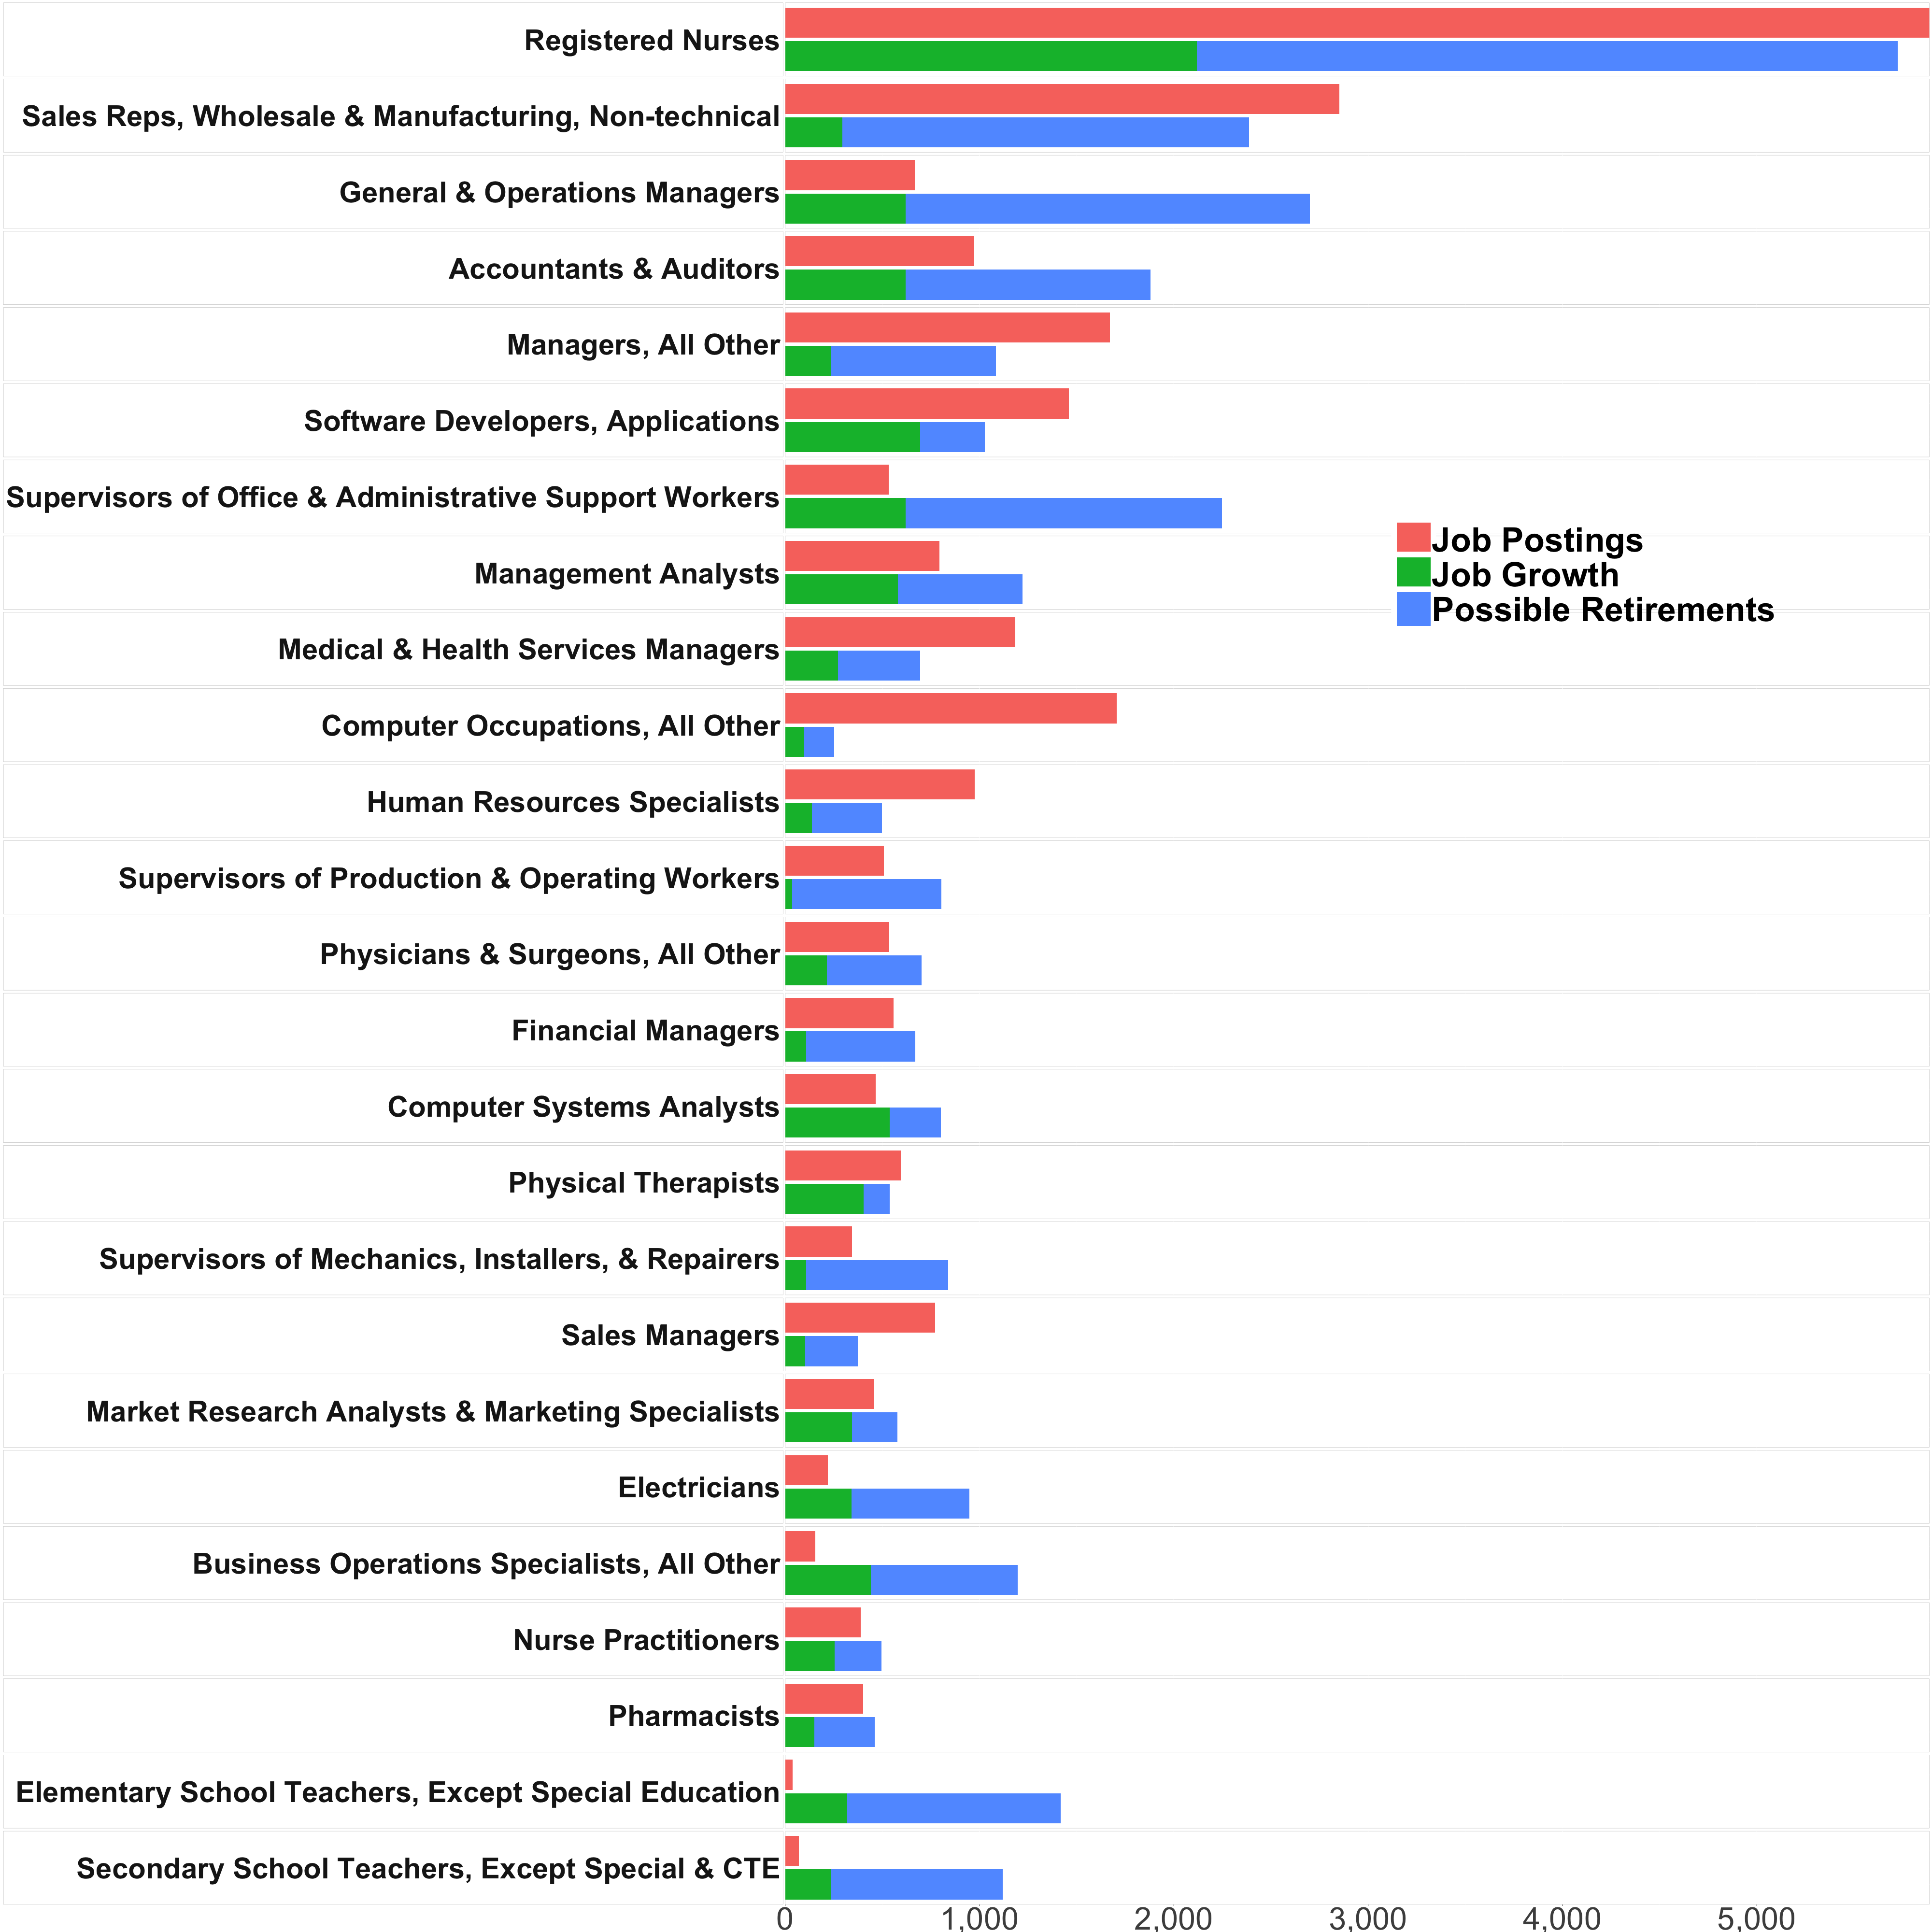 Registered Nurses
Sales Reps, Wholesale & Manufacturing, Non-technical
General & Operations Managers
Accountants & Auditors
Managers, All Other
Software Developers, Applications
Supervisors of Office & Administrative Support Workers
Job Postings
Management Analysts
Job Growth
Possible Retirements
Medical & Health Services Managers
Computer Occupations, All Other
Human Resources Specialists
Supervisors of Production & Operating Workers
Physicians & Surgeons, All Other
Financial Managers
Computer Systems Analysts
Physical Therapists
Supervisors of Mechanics, Installers, & Repairers
Sales Managers
Market Research Analysts & Marketing Specialists
Electricians
Business Operations Specialists, All Other
Nurse Practitioners
Pharmacists
Elementary School Teachers, Except Special Education
Secondary School Teachers, Except Special & CTE
0 1,000 2,000 3,000 4,000 5,000